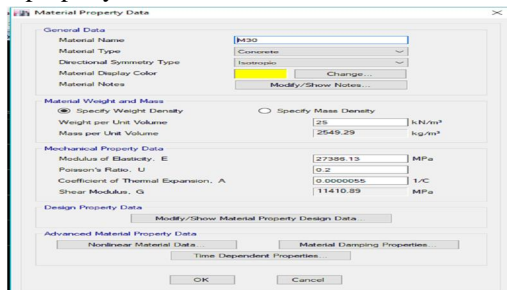 Material Property Data
General Data
Material Name M30
Material Type Concrete
Directional Symmetry Type Isotropic
Material Display Color Change...
Material Notes Modify/Show Notes...
Material Weight and Mass
Specify Weight Density Specify Mass Density
Weight per Unit Volume 25 kN/m³
Mass per Unit Volume 2549.29 kg/m³
Mechanical Property Data
Modulus of Elasticity, E 27386.13 MPa
Poisson's Ratio, U 0.2
Coefficient of Thermal Expansion, A 0.0000055 1/C
Shear Modulus, G 11410.89 MPa
Design Property Data
Modify/Show Material Property Design Data...
Advanced Material Property Data
Nonlinear Material Data... Material Damping Properties...
Time Dependent Properties...
OK Cancel